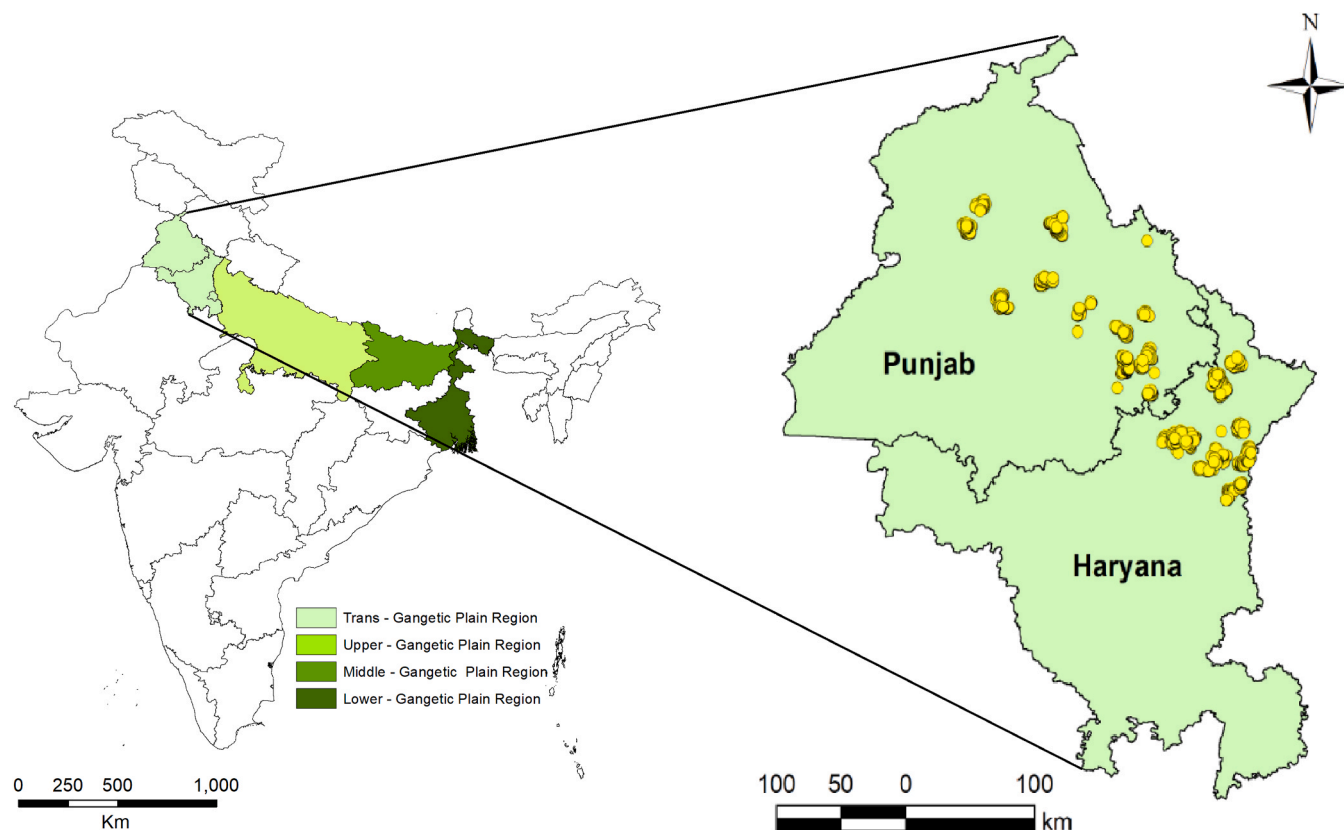 N
Punjab
Haryana
Trans - Gangetic Plain Region
Upper - Gangetic Plain Region
Middle - Gangetic  Plain Region
Lower - Gangetic Plain Region
0 250 500 1,000
Km
100 50 0 100
km